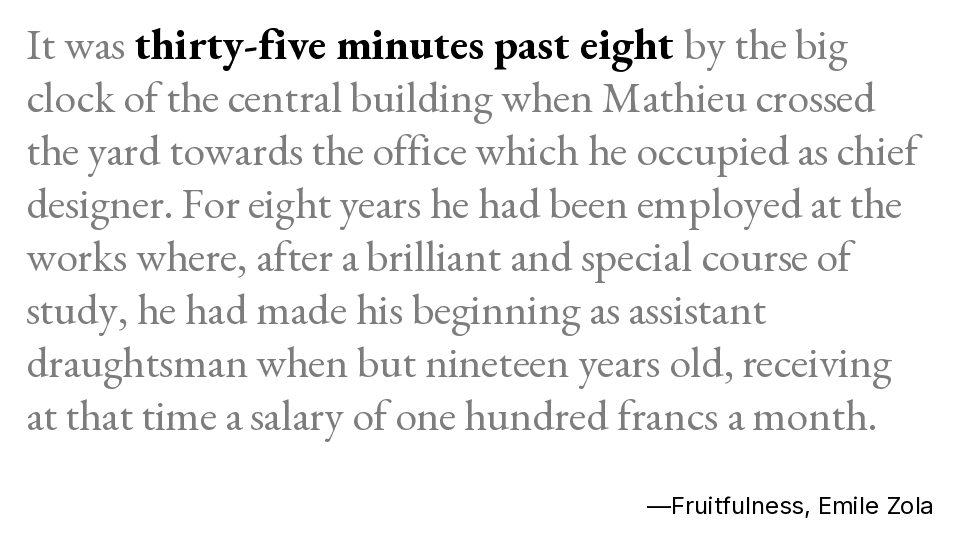 It was thirty-five minutes past eight by the big
clock of the central building when Mathieu crossed
the yard towards the office which he occupied as chief
designer. For eight years he had been employed at the
works where, after a brilliant and special course of
study, he had made his beginning as assistant
draughtsman when but nineteen years old, receiving
at that time a salary of one hundred francs a month.
—Fruitfulness, Emile Zola